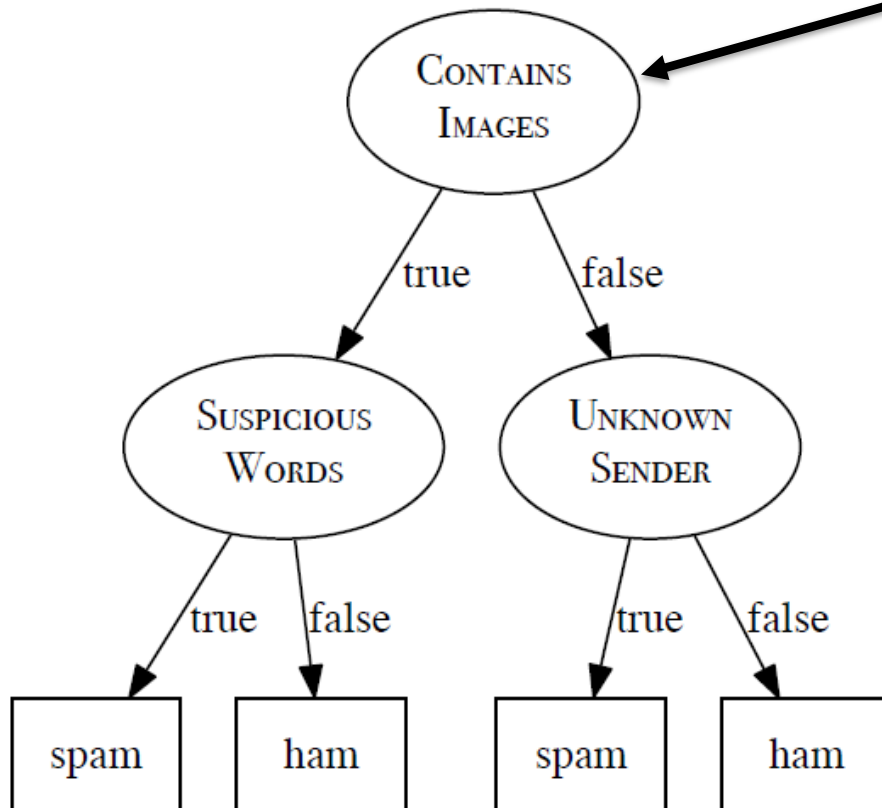 CONTAINS
IMAGES
true
false
SUSPICIOUS
WORDS
UNKNOWN
SENDER
true
false
true
false
spam
ham
spam
ham